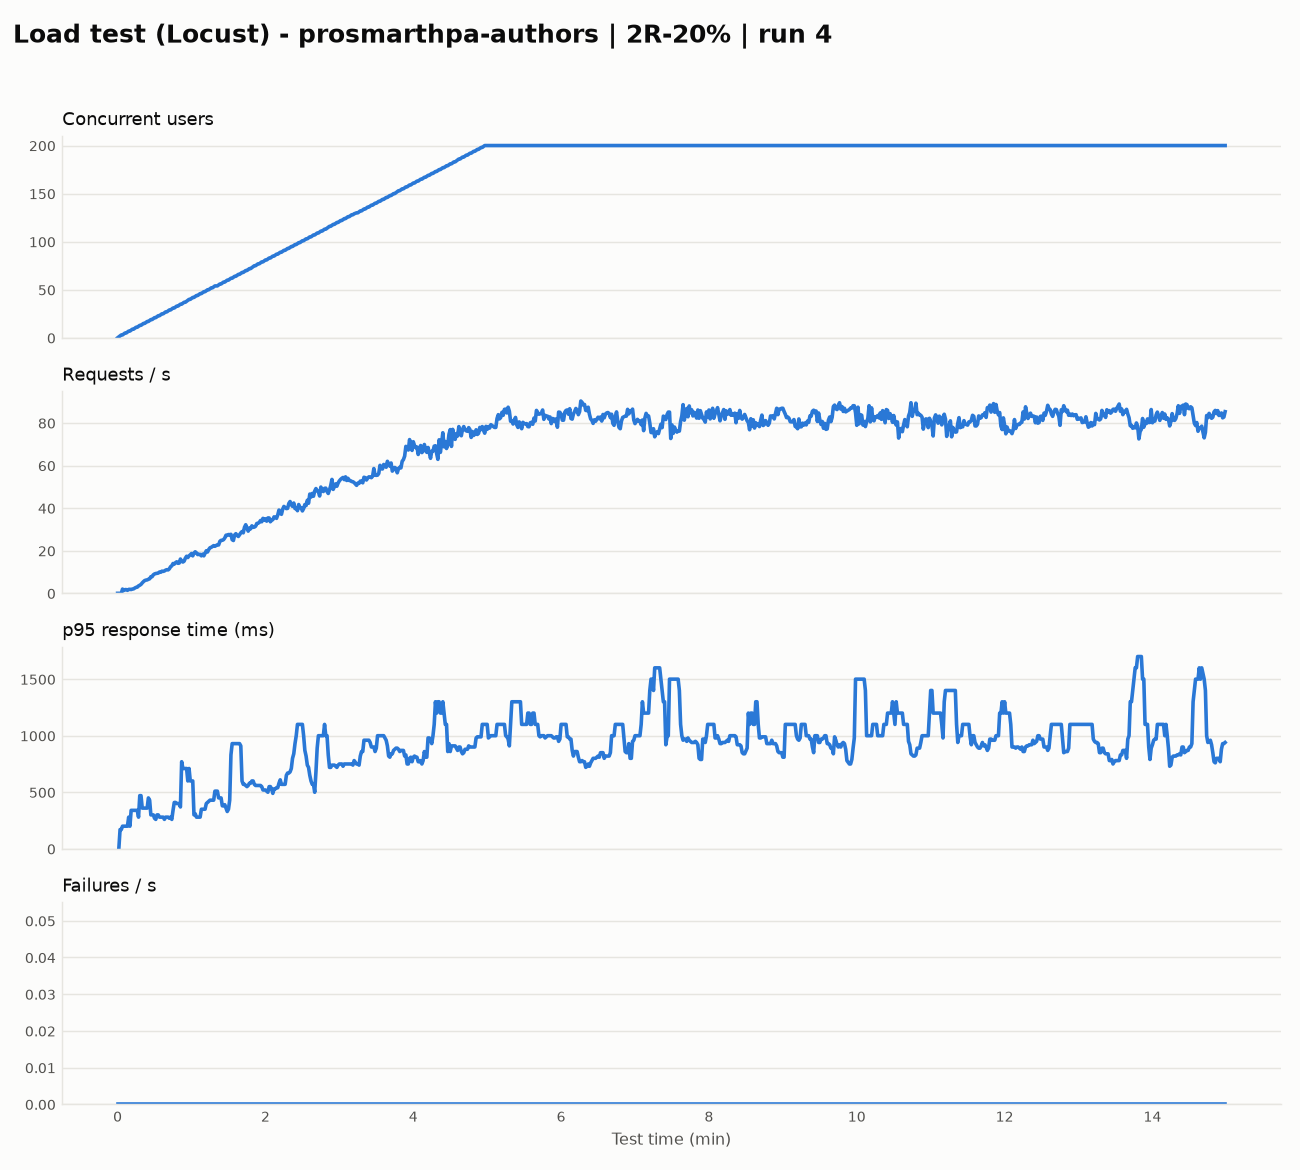 Load test (Locust) - prosmarthpa-authors | 2R-20% | run 4
Concurrent users
200
150
100
50
0
Requests / s
80
60
40
20
0
p95 response time (ms)
1500
1000
500
0
Failures / s
0.05
0.04
0.03
0.02
0.01
0.00
0 2 4 6 8 10 12 14
Test time (min)